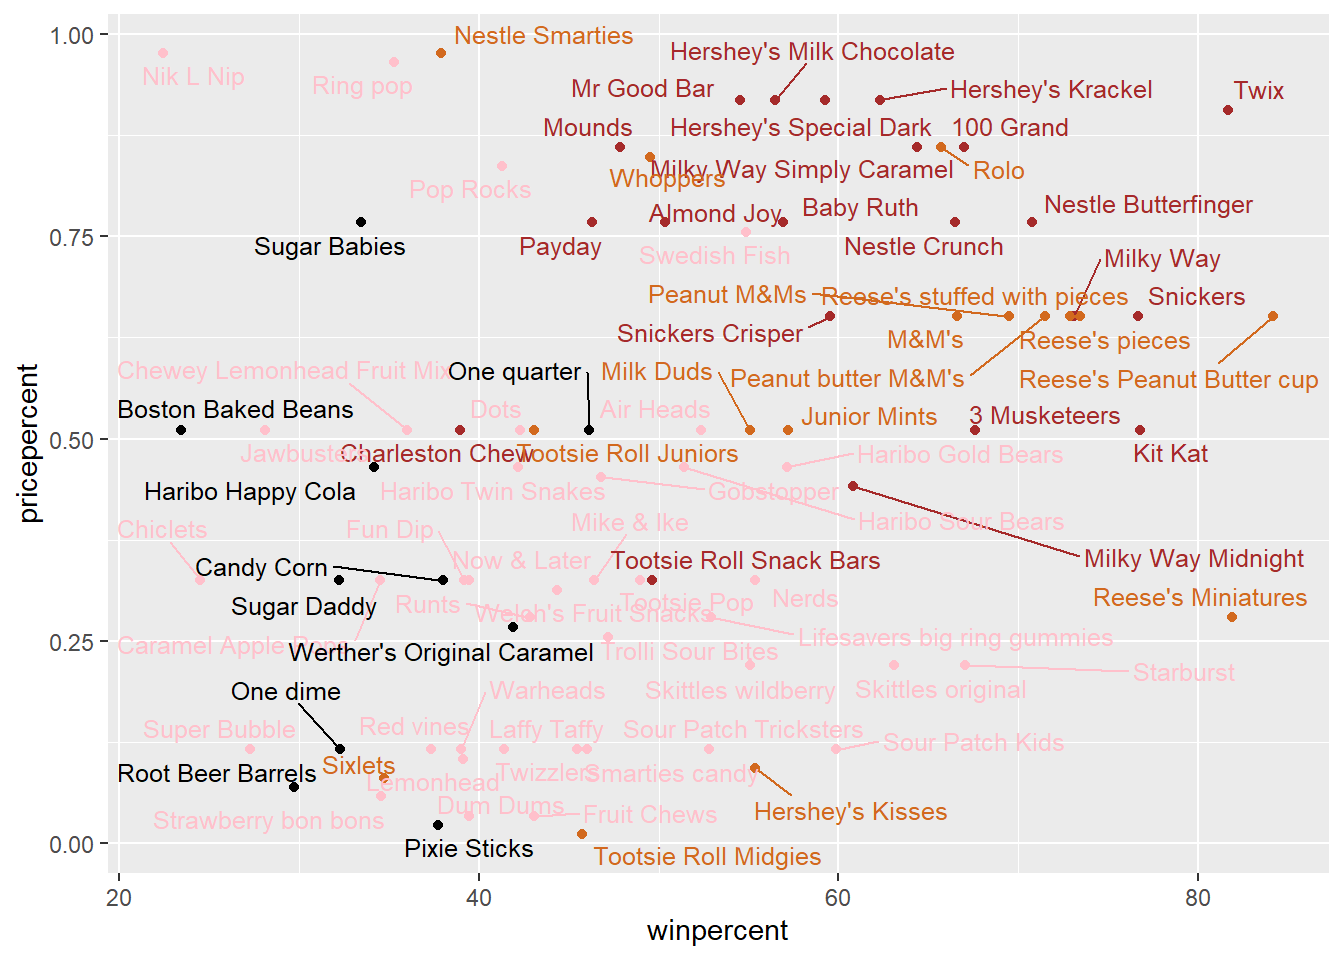 1.00
Nestle Smarties
Hershey's Milk Chocolate
Nik L Nip
Ring pop
Mr Good Bar
Hershey's Krackel
Twix
Mounds
Hershey's Special Dark
100 Grand
Milky Way Simply Caramel
Rolo
Whoppers
Pop Rocks
Almond Joy
Baby Ruth
Nestle Butterfinger
0.75
Sugar Babies
Payday
Nestle Crunch
Swedish Fish
Milky Way
Peanut M&Ms
Reese's stuffed with pieces
Snickers
Snickers Crisper
M&M's
Reese's pieces
Chewey Lemonhead Fruit Mix
One quarter
Milk Duds
Peanut butter M&M's
Reese's Peanut Butter cup
Boston Baked Beans
Dots
Air Heads
Junior Mints
3 Musketeers
0.50
Jawbusters
Charleston Chew
Tootsie Roll Juniors
Haribo Gold Bears
Kit Kat
Haribo Happy Cola
Haribo Twin Snakes
Gobstopper
Chiclets
Fun Dip
Mike & Ike
Haribo Sour Bears
Candy Corn
Now & Later
Tootsie Roll Snack Bars
Milky Way Midnight
Sugar Daddy
Runts
Welch's Fruit Snacks
Tootsie Pop
Nerds
Reese's Miniatures
0.25
Caramel Apple Pops
Werther's Original Caramel
Trolli Sour Bites
Lifesavers big ring gummies
Starburst
One dime
Warheads
Skittles wildberry
Skittles original
Super Bubble
Red vines
Laffy Taffy
Sour Patch Tricksters
Sour Patch Kids
Root Beer Barrels
Sixlets
Lemonhead
Twizzlers
Smarties candy
Strawberry bon bons
Dum Dums
Fruit Chews
Hershey's Kisses
0.00
Pixie Sticks
Tootsie Roll Midgies
20
40
60
80
winpercent
pricepercent